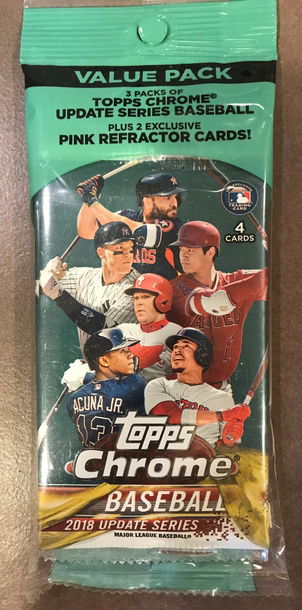 VALUE PACK
3 PACKS OF
TOPPS CHROME®
UPDATE SERIES BASEBALL
PLUS 2 EXCLUSIVE
PINK REFRACTOR CARDS!
4
CARDS
ACUNA JR.
13
TOPPS
Chrome®
BASEBALL
2018 UPDATE SERIES
MAJOR LEAGUE BASEBALL®